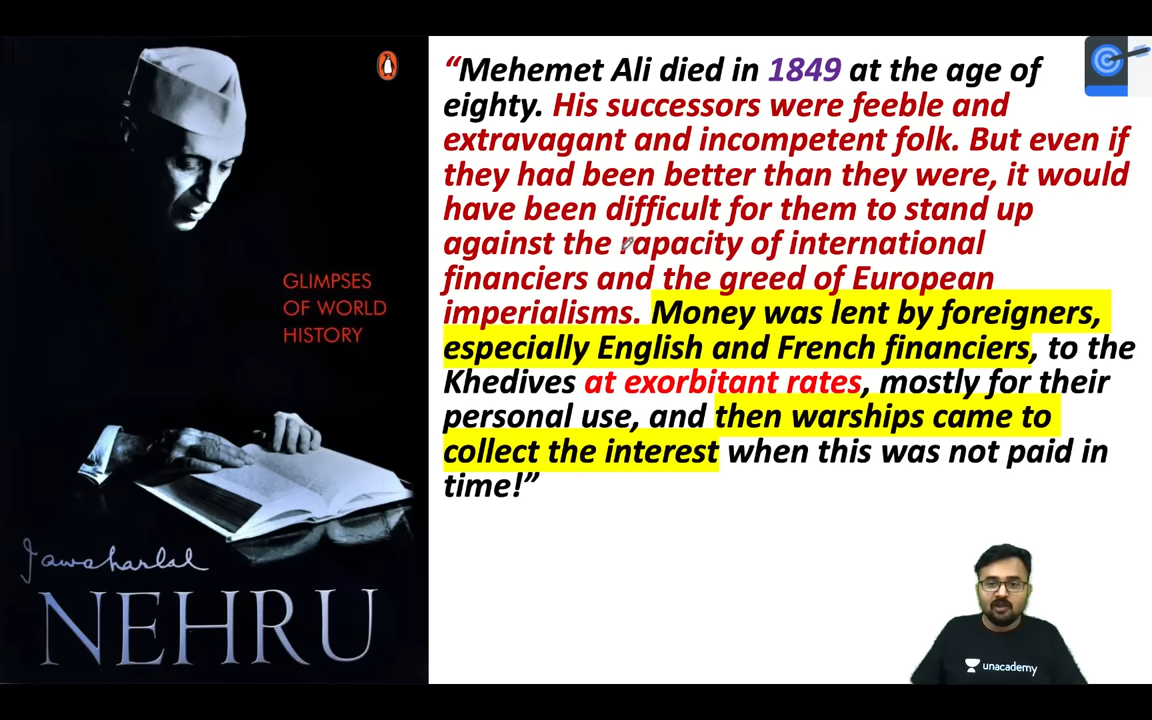 GLIMPSES
OF WORLD
HISTORY
Jawaharlal
NEHRU
“Mehemet Ali died in 1849 at the age of
eighty. His successors were feeble and
extravagant and incompetent folk. But even if
they had been better than they were, it would
have been difficult for them to stand up
against the rapacity of international
financiers and the greed of European
imperialisms. Money was lent by foreigners,
especially English and French financiers, to the
Khedives at exorbitant rates, mostly for their
personal use, and then warships came to
collect the interest when this was not paid in
time!”
unacademy